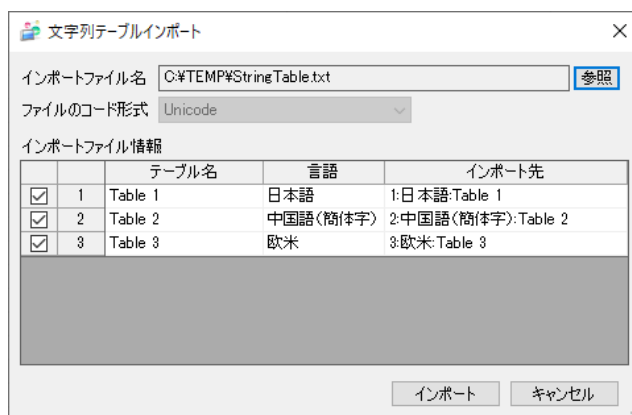 文字列テーブルインポート
インポートファイル名 C:¥TEMP¥StringTable.txt 参照
ファイルのコード形式 Unicode
インポートファイル情報
テーブル名 言語 インポート先
1 Table 1 日本語 1:日本語:Table 1
2 Table 2 中国語(簡体字) 2:中国語(簡体字):Table 2
3 Table 3 欧米 3:欧米:Table 3
インポート キャンセル